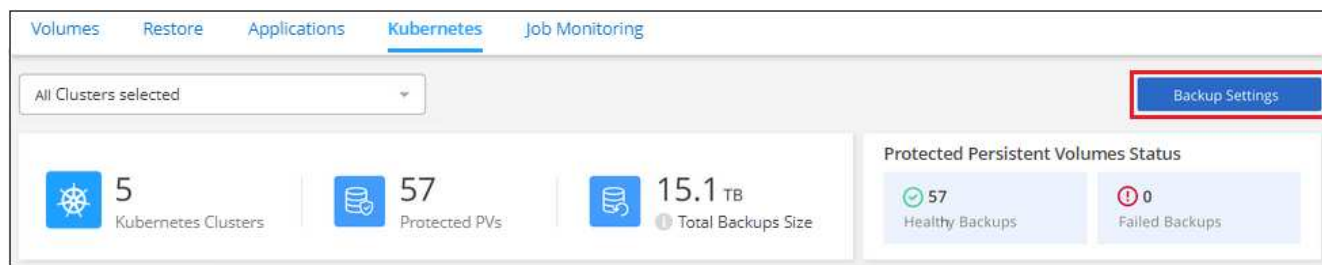 Volumes Restore Applications Kubernetes Job Monitoring
All Clusters selected
Backup Settings
5
Kubernetes Clusters
57
Protected PVs
15.1 TB
Total Backups Size
Protected Persistent Volumes Status
57
Healthy Backups
0
Failed Backups